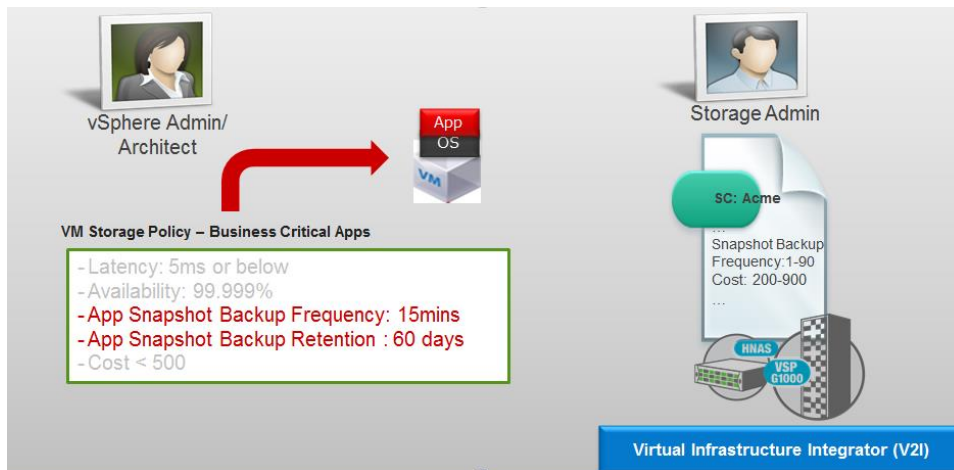 vSphere Admin/
Architect
App
OS
VM
VM Storage Policy – Business Critical Apps
- Latency: 5ms or below
- Availability: 99.999%
- App Snapshot Backup Frequency: 15mins
- App Snapshot Backup Retention : 60 days
- Cost < 500
Storage Admin
SC: Acme
...
Snapshot Backup
Frequency:1-90
Cost: 200-900
...
HNAS
VSP
G1000
Virtual Infrastructure Integrator (V2I)